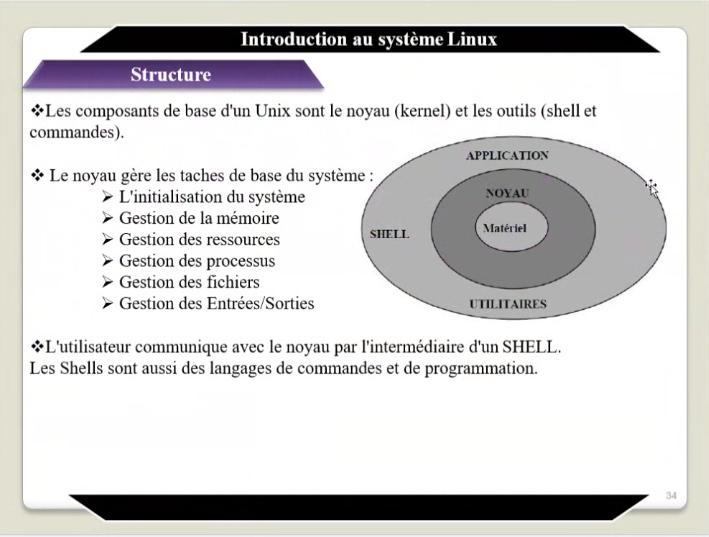 Introduction au système Linux
Structure
❖Les composants de base d'un Unix sont le noyau (kernel) et les outils (shell et
commandes).
❖ Le noyau gère les taches de base du système :
➢ L'initialisation du système
➢ Gestion de la mémoire
➢ Gestion des ressources
➢ Gestion des processus
➢ Gestion des fichiers
➢ Gestion des Entrées/Sorties
APPLICATION
NOYAU
Matériel
SHELL
UTILITAIRES
❖L'utilisateur communique avec le noyau par l'intermédiaire d'un SHELL.
Les Shells sont aussi des langages de commandes et de programmation.
34